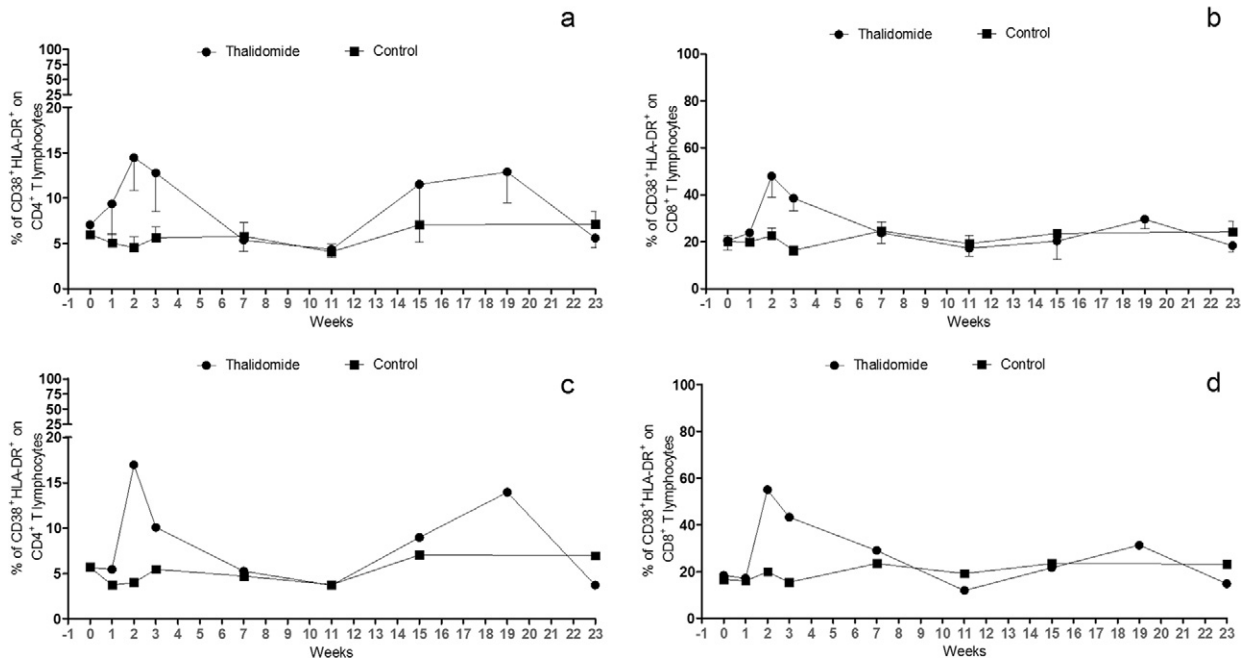 a
Thalidomide Control
% of CD38⁺HLA-DR⁺ on
CD4⁺ T lymphocytes
100
75
50
25
20
15
10
5
0
-1 0 1 2 3 4 5 6 7 8 9 10 11 12 13 14 15 16 17 18 19 20 21 22 23
Weeks
b
Thalidomide Control
% of CD38⁺HLA-DR⁺ on
CD8⁺ T lymphocytes
100
80
60
40
20
0
-1 0 1 2 3 4 5 6 7 8 9 10 11 12 13 14 15 16 17 18 19 20 21 22 23
Weeks
c
Thalidomide Control
% of CD38⁺HLA-DR⁺ on
CD4⁺ T lymphocytes
100
75
50
25
20
15
10
5
0
-1 0 1 2 3 4 5 6 7 8 9 10 11 12 13 14 15 16 17 18 19 20 21 22 23
Weeks
d
Thalidomide Control
% of CD38⁺HLA-DR⁺ on
CD8⁺ T lymphocytes
100
80
60
40
20
0
-1 0 1 2 3 4 5 6 7 8 9 10 11 12 13 14 15 16 17 18 19 20 21 22 23
Weeks